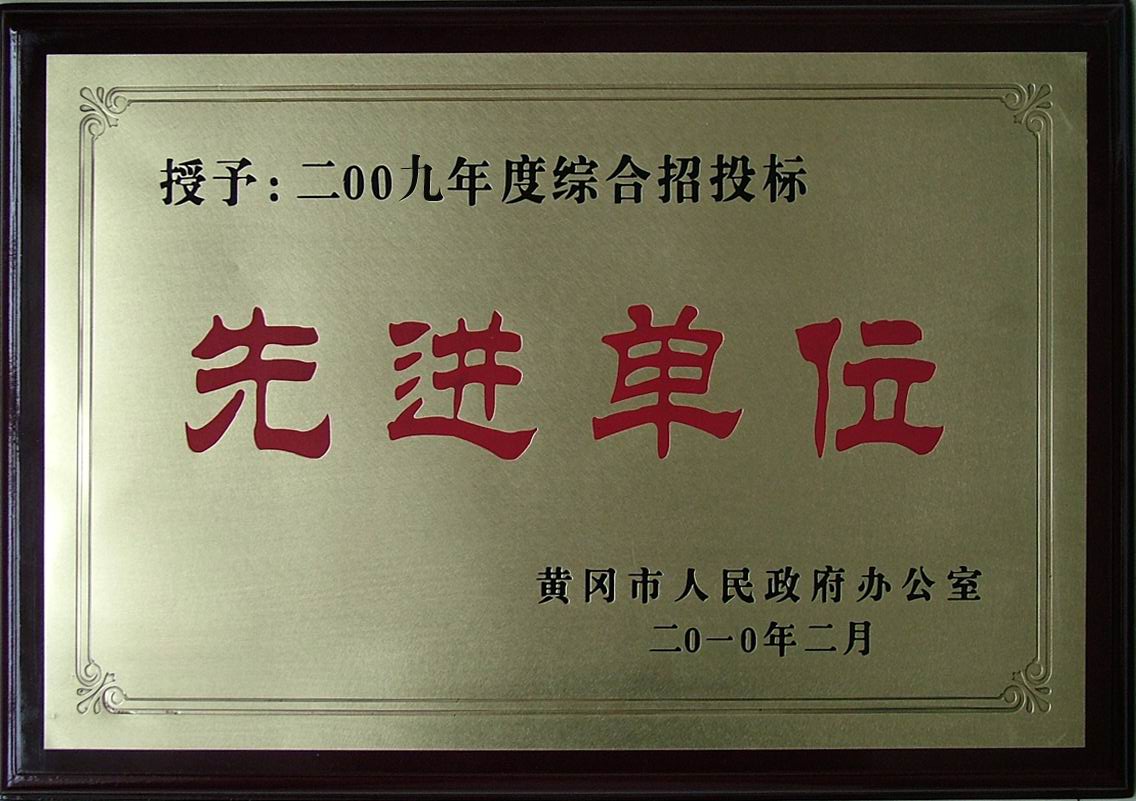 授予:二00九年度综合招投标
先进单位
黄冈市人民政府办公室
二0一0年二月